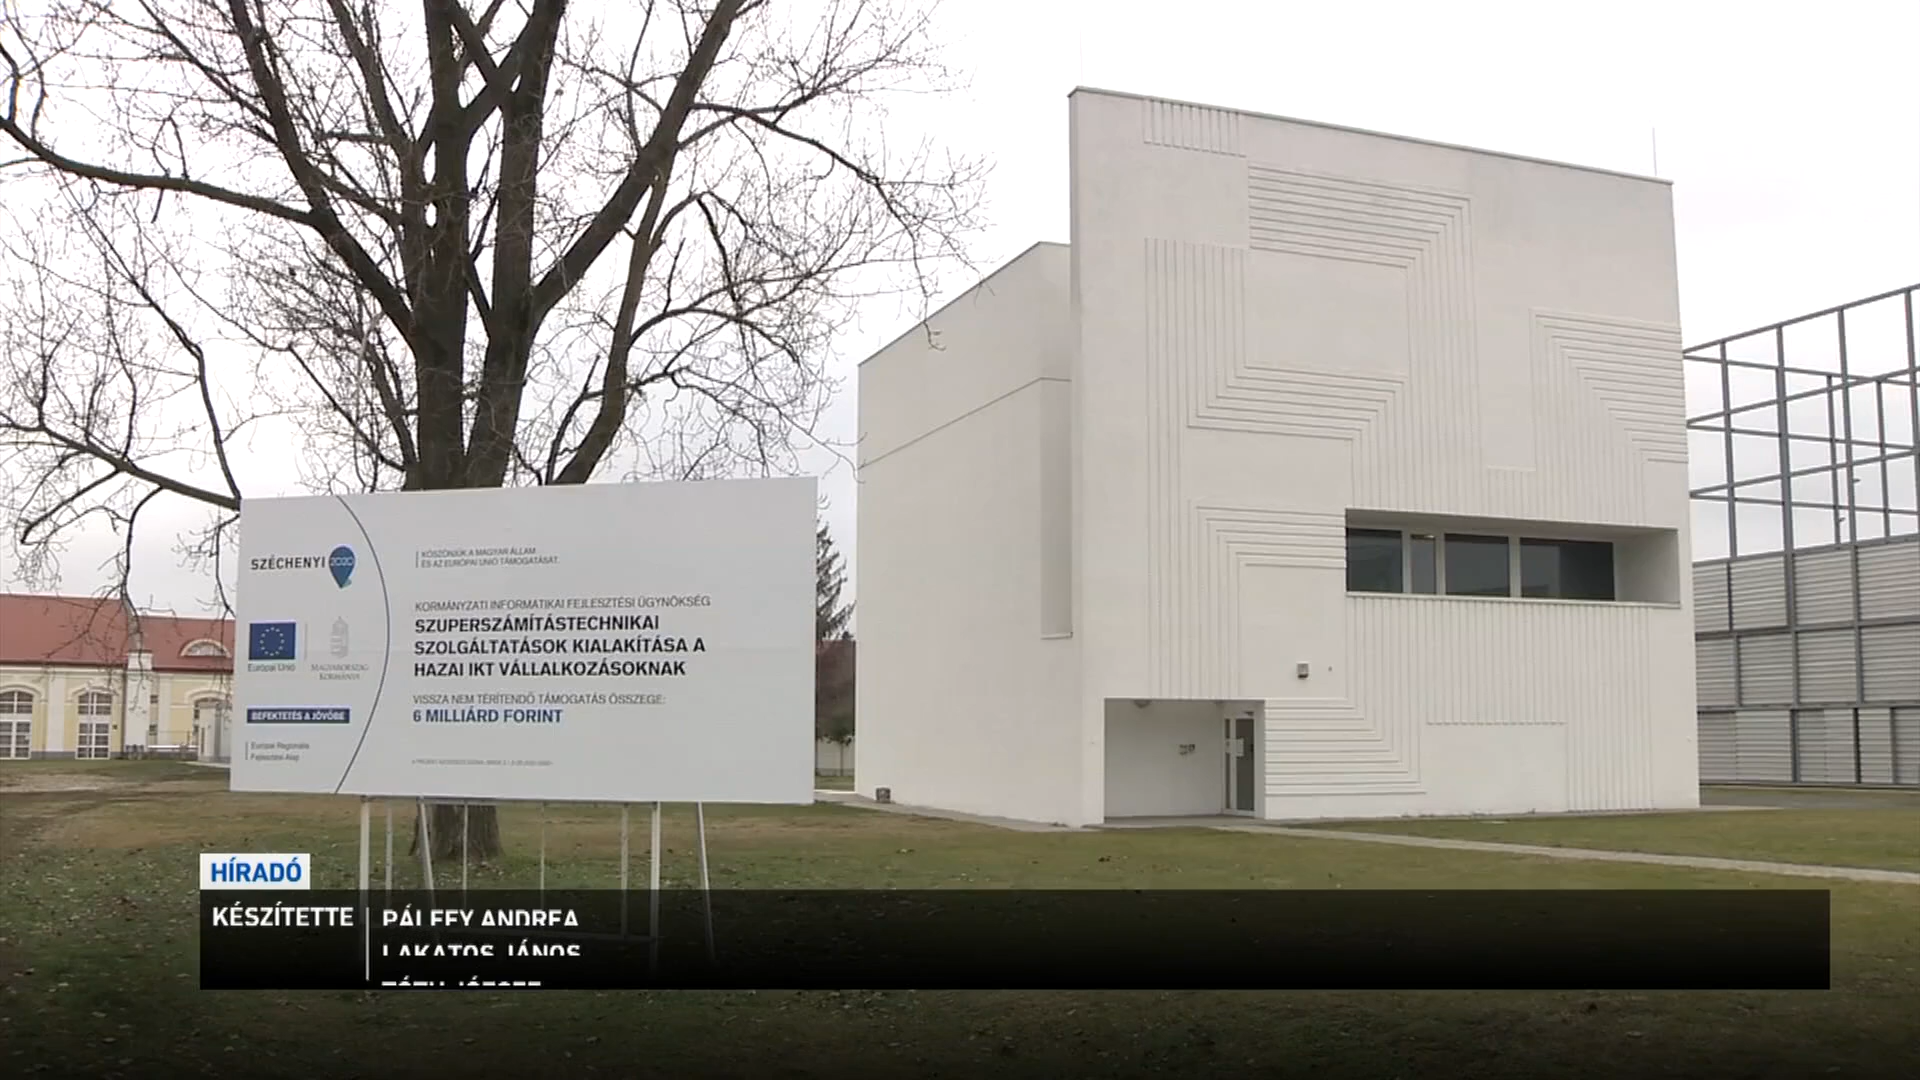 SZÉCHENYI 2020
KÖSZÖNJÜK A MAGYAR ÁLLAM
ÉS AZ EURÓPAI UNIÓ TÁMOGATÁSÁT.
KORMÁNYZATI INFORMATIKAI FEJLESZTÉSI ÜGYNÖKSÉG
SZUPERSZÁMÍTÁSTECHNIKAI
SZOLGÁLTATÁSOK KIALAKÍTÁSA A
HAZAI IKT VÁLLALKOZÁSOKNAK
Európai Unió
MAGYARORSZÁG
KORMÁNYA
VISSZA NEM TÉRÍTENDŐ TÁMOGATÁS ÖSSZEGE:
6 MILLIÁRD FORINT
BEFEKTETÉS A JÖVŐBE
Európai Regionális
Fejlesztési Alap
HÍRADÓ
KÉSZÍTETTE
PÁLFFY ANDREA
LAKATOS JÁNOS